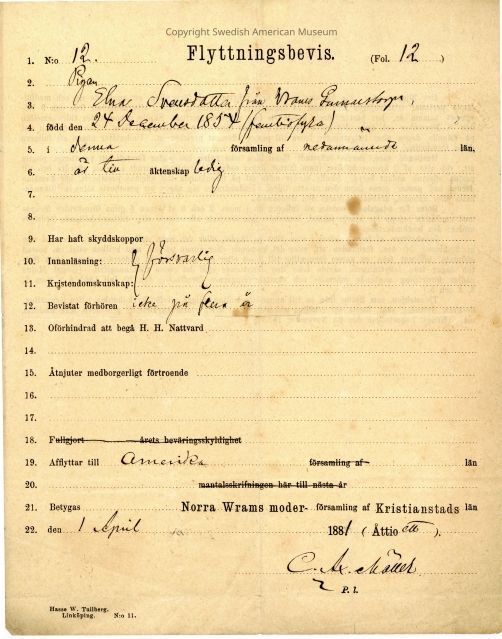 Copyright Swedish American Museum
1. N:o 12. Flyttningsbevis. (Fol. 12)
2. Pigan
3. Elna Svensdotter från Wrams Gunnarstorp,
4. född den 24 December 1854 (femtiofyra)
5. i denna församling af nedannämnde län,
6. är till äktenskap ledig
7.
8.
9. Har haft skyddskoppor
10. Innanläsning: försvarlig
11. Kristendomskunskap:
12. Bevistat förhören icke på flera år
13. Oförhindrad att begå H. H. Nattvard
14.
15. Åtnjuter medborgerligt förtroende
16.
17.
18. Fullgjort årets beväringsskyldighet
19. Afflyttar till Amerika församling af län
20. mantalsskrifningen här till nästa år
21. Betygas Norra Wrams moder- församling af Kristianstads län
22. den 1 April 1881 (Åttio ett).
C. Ax.
P. l.
Hasse W. Tullberg.
Linköping. N:o 11.